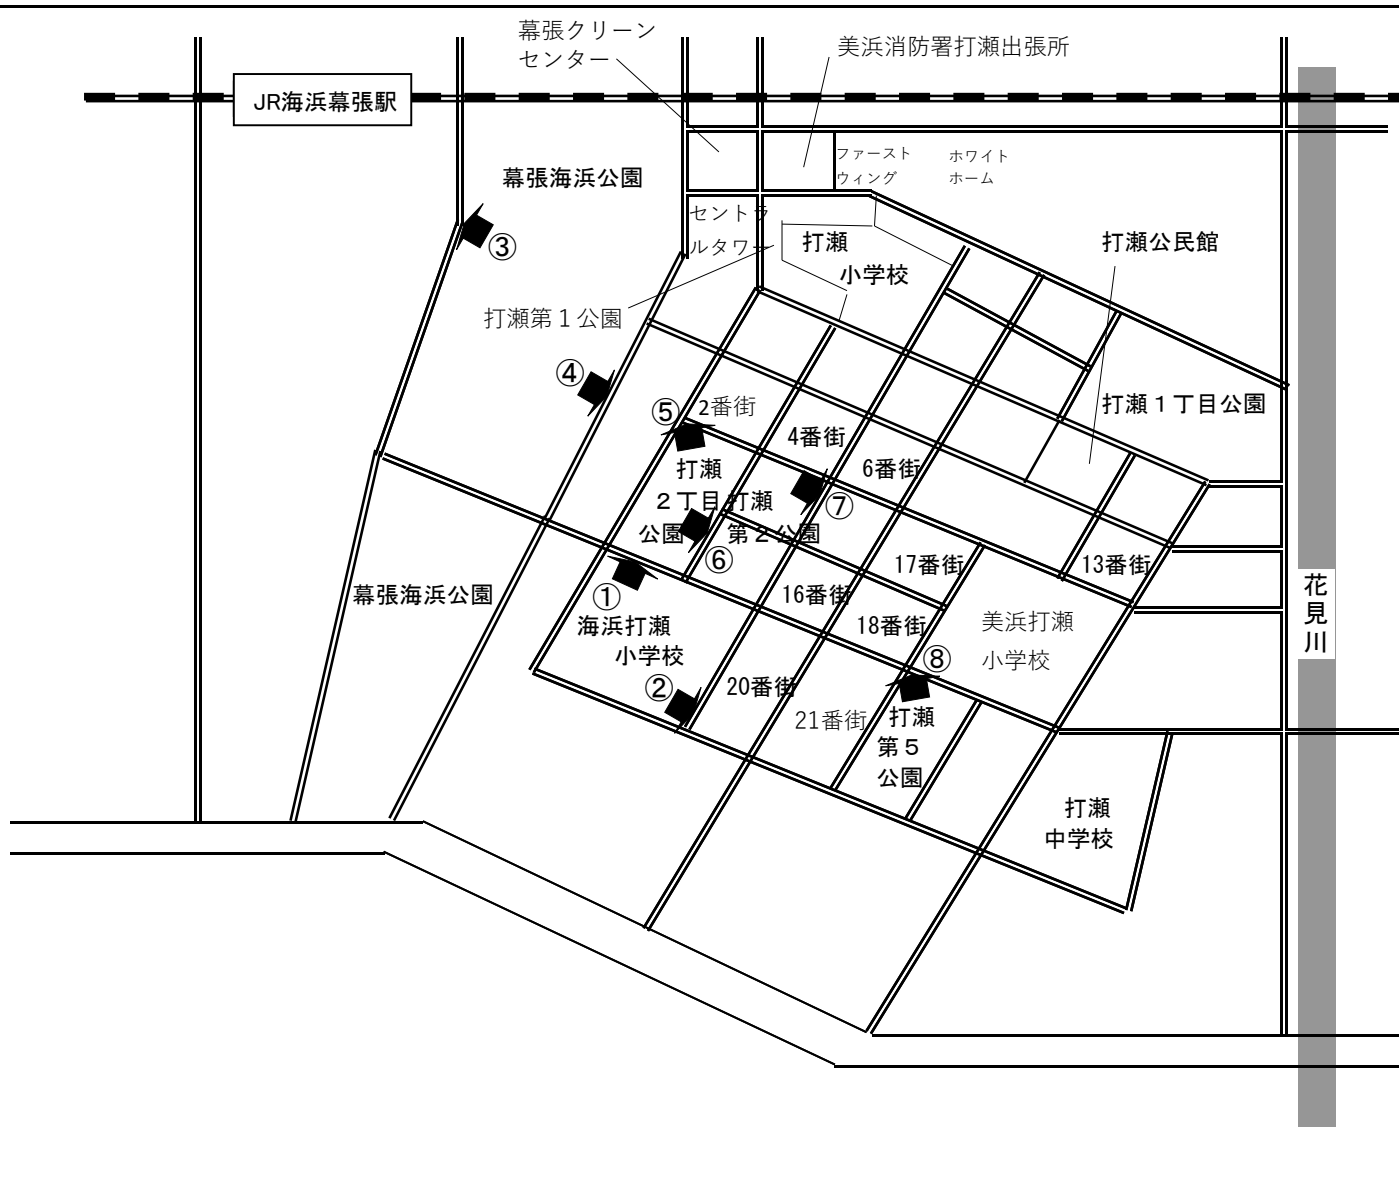 幕張クリーン
センター
美浜消防署打瀬出張所
JR海浜幕張駅
ファースト
ウィング
ホワイト
ホーム
幕張海浜公園
セントラ
ルタワー
打瀬
小学校
打瀬公民館
③
打瀬第１公園
④
⑤
2番街
打瀬１丁目公園
4番街
6番街
打瀬
２丁目
公園
打瀬
第２公園
⑦
⑥
17番街
13番街
①
16番街
幕張海浜公園
花見川
海浜打瀬
小学校
18番街
美浜打瀬
小学校
⑧
②
20番街
21番街
打瀬
第５
公園
打瀬
中学校